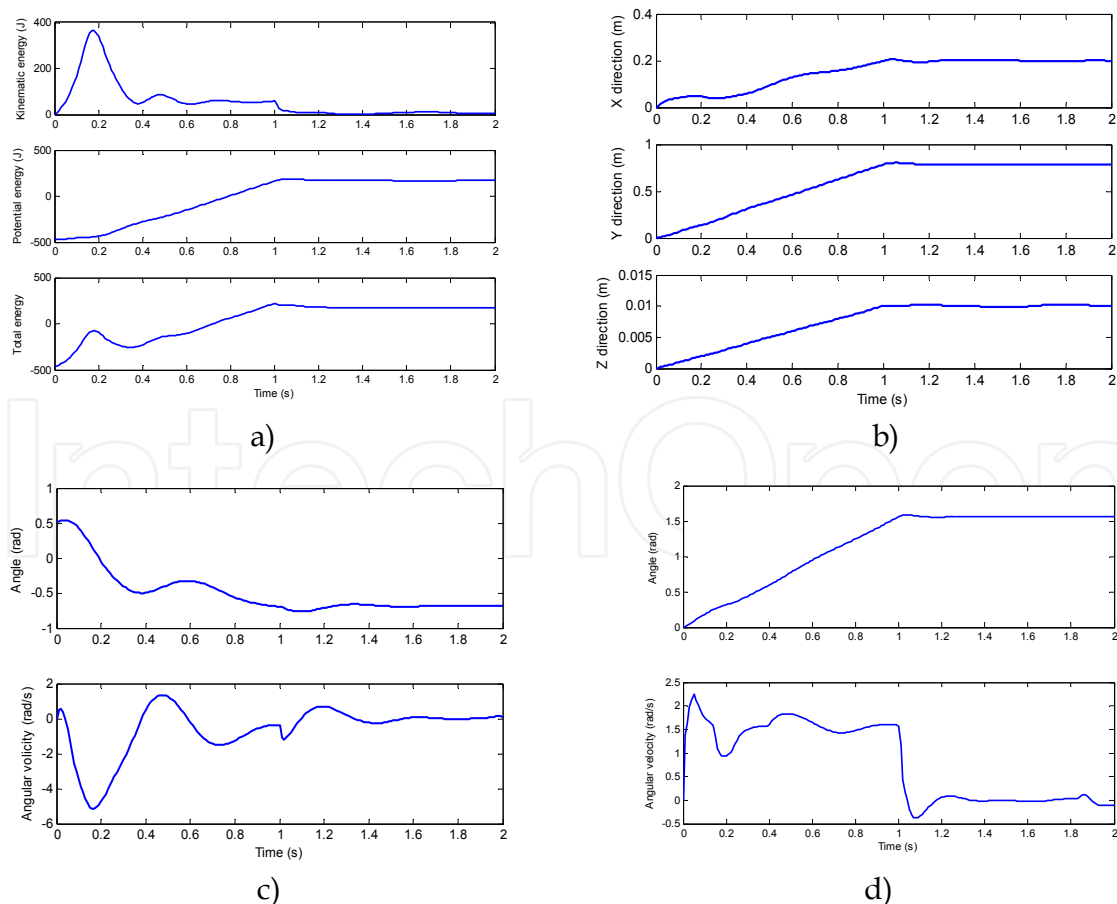 400
200
0
Kinematic energy (J)
0 0.2 0.4 0.6 0.8 1 1.2 1.4 1.6 1.8 2
500
0
-500
Potential energy (J)
0 0.2 0.4 0.6 0.8 1 1.2 1.4 1.6 1.8 2
500
0
-500
Total energy
0 0.2 0.4 0.6 0.8 1 1.2 1.4 1.6 1.8 2
Time (s)
a)
0.4
0.2
0
X direction (m)
0 0.2 0.4 0.6 0.8 1 1.2 1.4 1.6 1.8 2
1
0.5
0
Y direction (m)
0 0.2 0.4 0.6 0.8 1 1.2 1.4 1.6 1.8 2
0.015
0.01
0.005
0
Z direction (m)
0 0.2 0.4 0.6 0.8 1 1.2 1.4 1.6 1.8 2
Time (s)
b)
IntechOpen
1
0.5
0
-0.5
-1
Angle (rad)
0 0.2 0.4 0.6 0.8 1 1.2 1.4 1.6 1.8 2
2
0
-2
-4
-6
Angular volicity (rad/s)
0 0.2 0.4 0.6 0.8 1 1.2 1.4 1.6 1.8 2
Time (s)
c)
2
1.5
1
0.5
0
Angle (rad)
0 0.2 0.4 0.6 0.8 1 1.2 1.4 1.6 1.8 2
2.5
2
1.5
1
0.5
0
-0.5
Angular velocity (rad/s)
0 0.2 0.4 0.6 0.8 1 1.2 1.4 1.6 1.8 2
Time (s)
d)